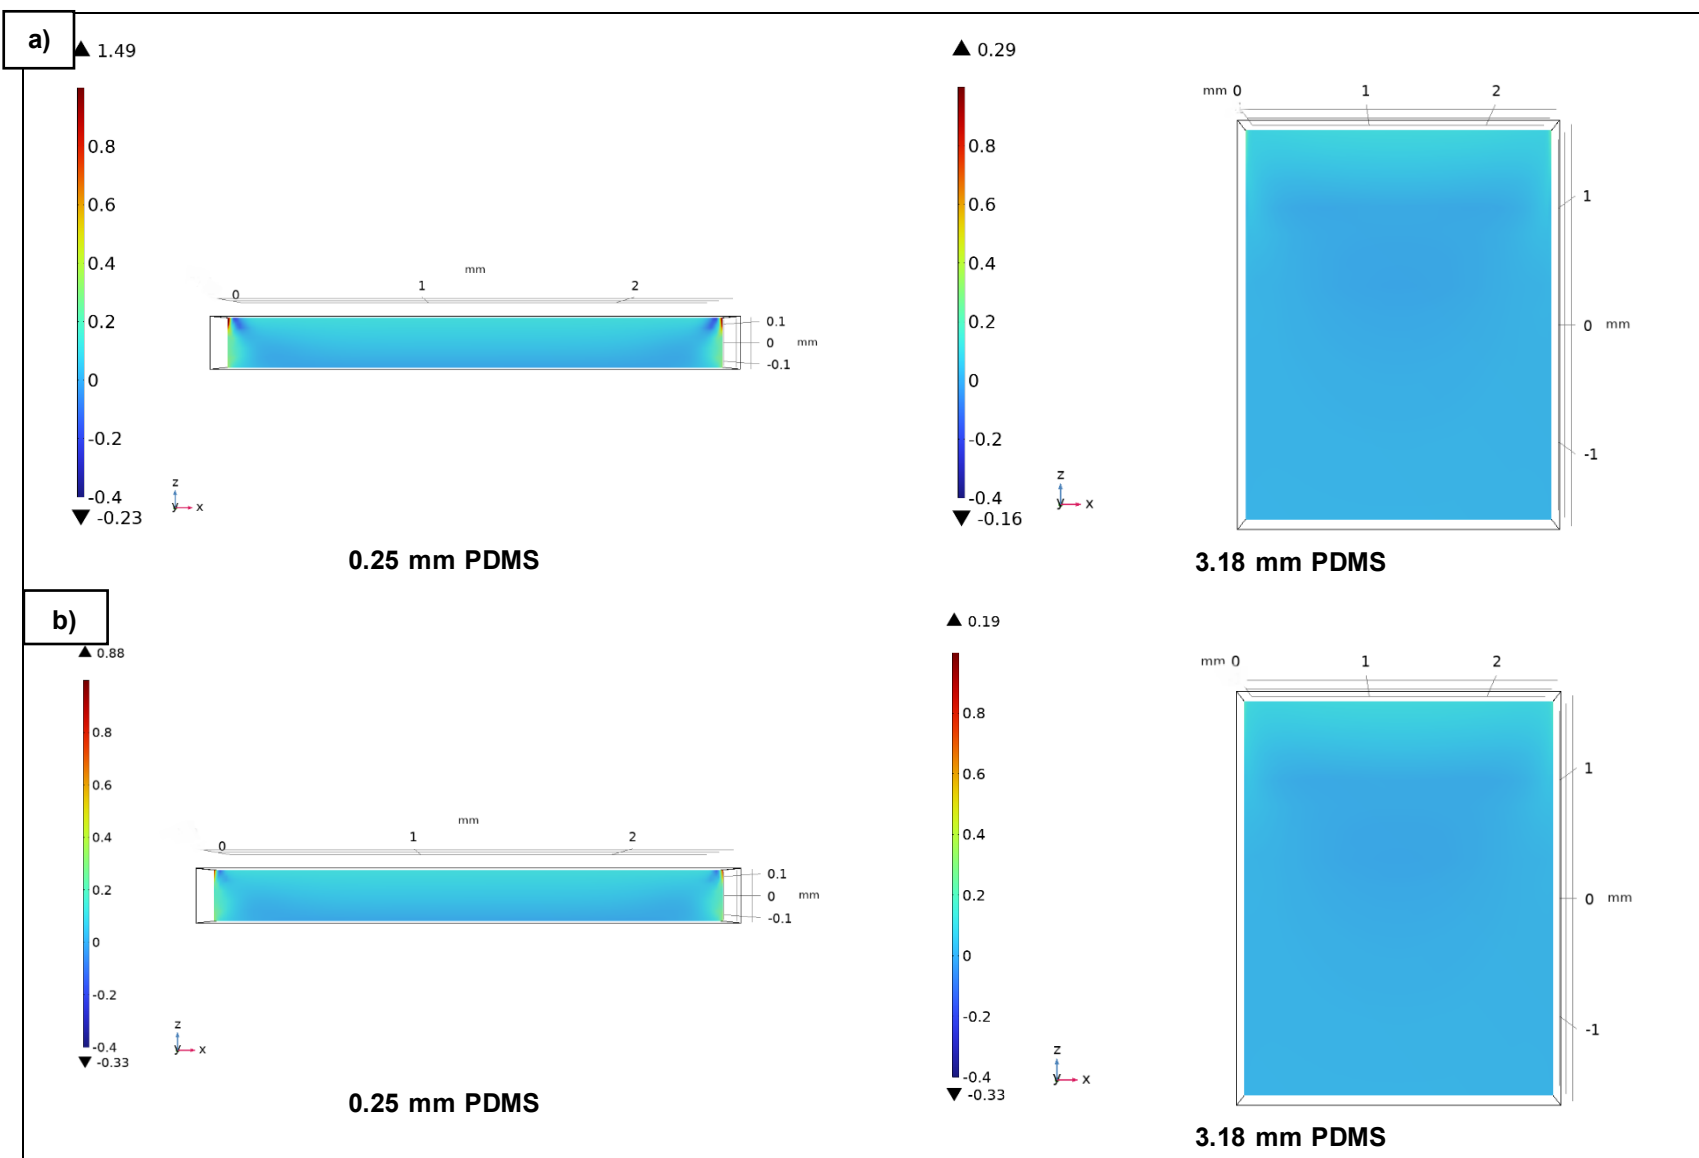 a)
▲ 1.49
0.8
0.6
0.4
0.2
0
-0.2
-0.4
▼ -0.23
mm
0 1 2
0.1
0 mm
-0.1
z
y x
0.25 mm PDMS
▲ 0.29
0.8
0.6
0.4
0.2
0
-0.2
-0.4
▼ -0.16
mm 0 1 2
1
0 mm
-1
z
y x
3.18 mm PDMS
b)
▲ 0.88
0.8
0.6
0.4
0.2
0
-0.2
-0.4
▼ -0.33
mm
0 1 2
0.1
0 mm
-0.1
z
y x
0.25 mm PDMS
▲ 0.19
0.8
0.6
0.4
0.2
0
-0.2
-0.4
▼ -0.33
mm 0 1 2
1
0 mm
-1
z
y x
3.18 mm PDMS